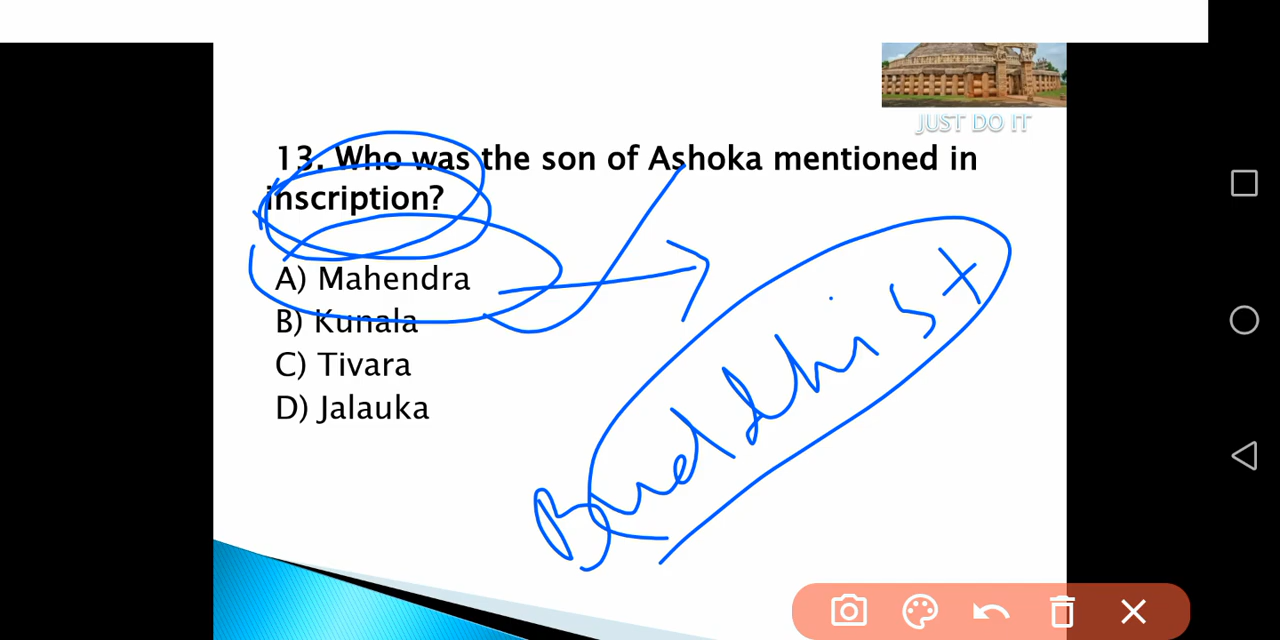 JUST DO IT
13. Who was the son of Ashoka mentioned in
inscription?
A) Mahendra
B) Kunala
C) Tivara
D) Jalauka
Buddhist